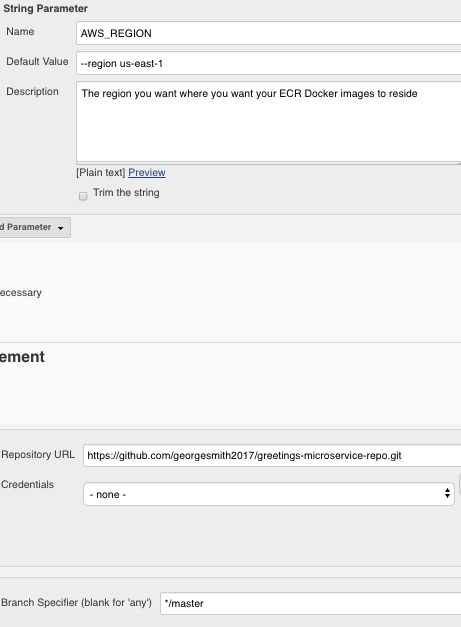 String Parameter
Name
AWS_REGION
Default Value
--region us-east-1
Description
The region you want where you want your ECR Docker images to reside
[Plain text] Preview
Trim the string
d Parameter
ecessary
ement
Repository URL
https://github.com/georgesmith2017/greetings-microservice-repo.git
Credentials
- none -
Branch Specifier (blank for 'any')
*/master